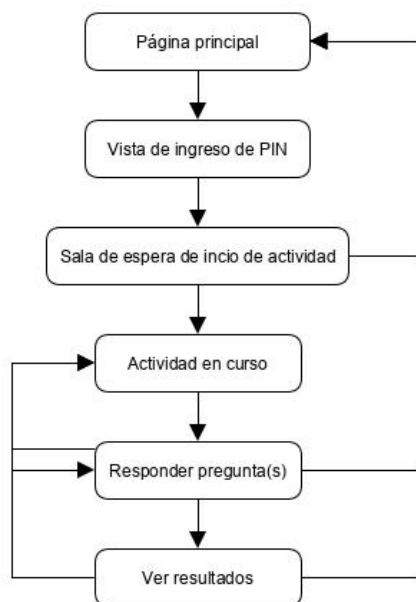 Página principal
Vista de ingreso de PIN
Sala de espera de incio de actividad
Actividad en curso
Responder pregunta(s)
Ver resultados